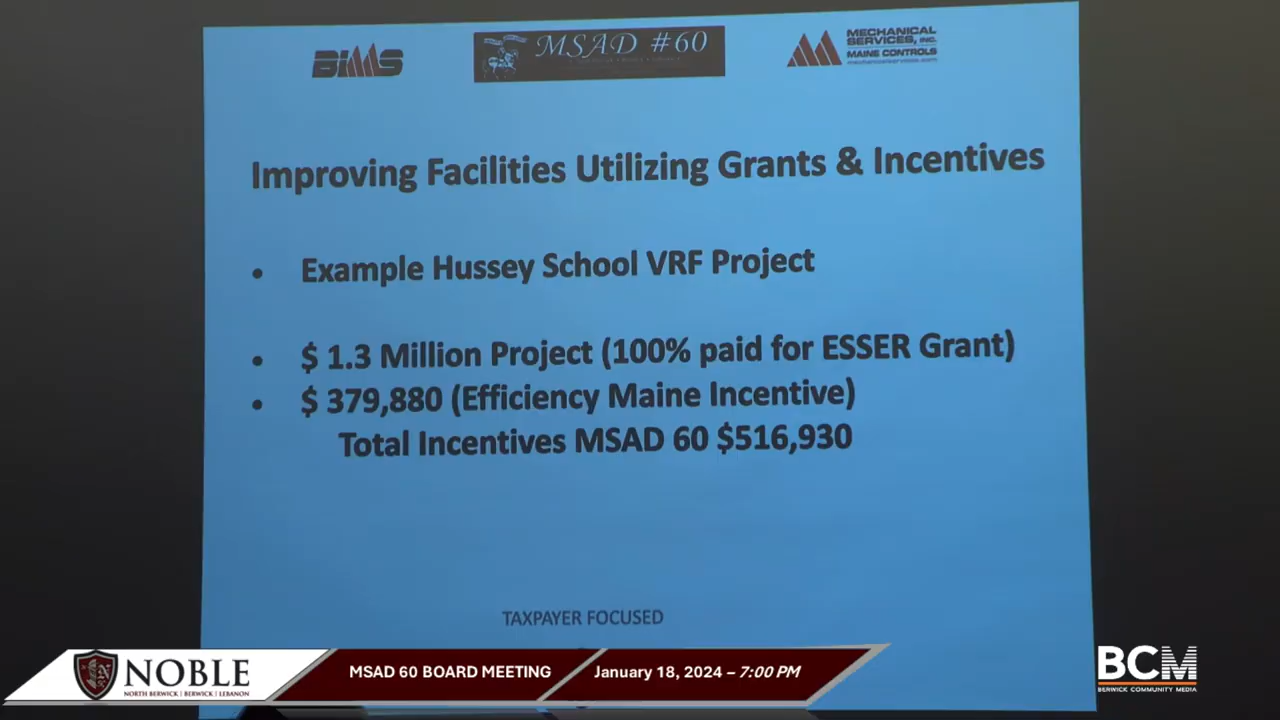 BIMS
MSAD #60
MECHANICAL
SERVICES, INC.
MAINE CONTROLS
mechanicalservices.com
Improving Facilities Utilizing Grants & Incentives
• Example Hussey School VRF Project
• $ 1.3 Million Project (100% paid for ESSER Grant)
• $ 379,880 (Efficiency Maine Incentive)
Total Incentives MSAD 60 $516,930
TAXPAYER FOCUSED
NOBLE
NORTH BERWICK | BERWICK | LEBANON
MSAD 60 BOARD MEETING
January 18, 2024 – 7:00 PM
BCM
BERWICK COMMUNITY MEDIA